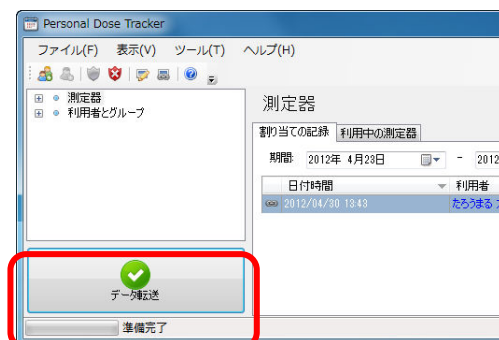 Personal Dose Tracker
ファイル(F) 表示(V) ツール(T) ヘルプ(H)
測定器
利用者とグループ
測定器
割り当ての記録 利用中の測定器
期間: 2012年 4月23日 - 2012
日付時間 利用者
2012/04/30 13:43 たろうまる
データ転送
準備完了